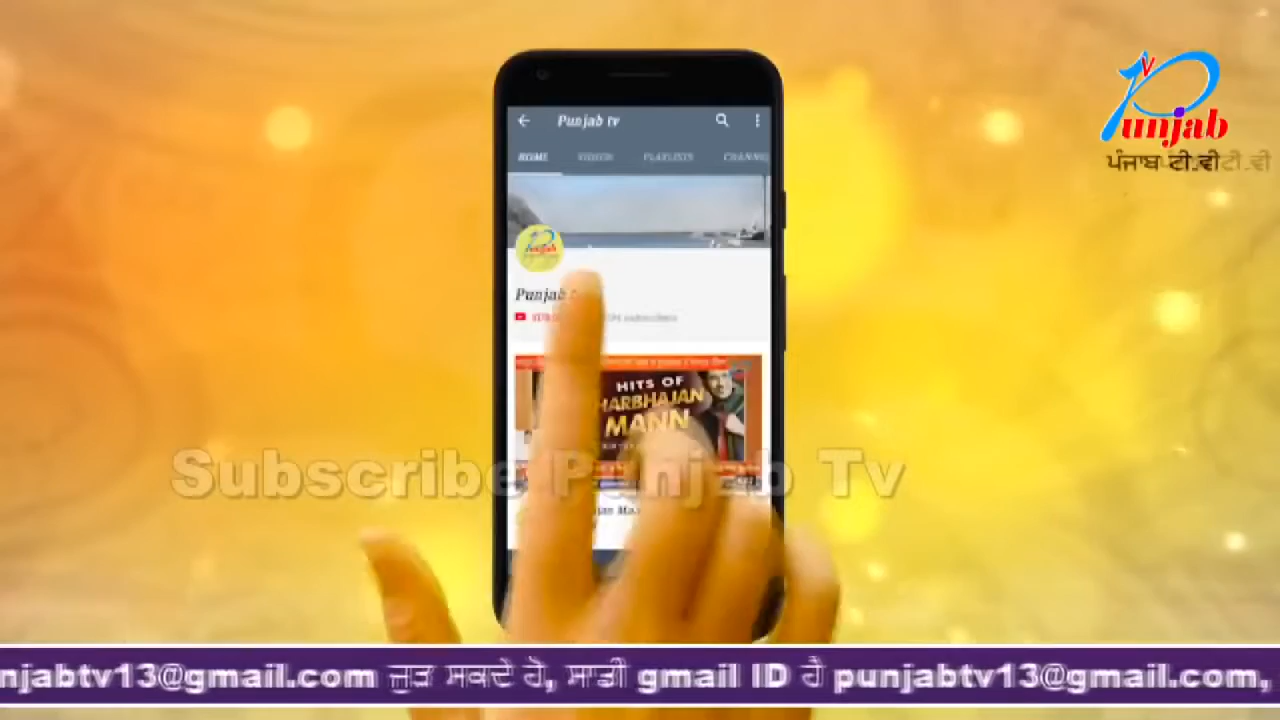 Punjab tv
HOME VIDEOS PLAYLISTS
Punjab
ਪੰਜਾਬ ਟੀ.ਵੀ
Punjab
HITS OF
HARBHAJAN
MANN
Subscribe Punjab Tv
njabtv13@gmail.com ਜੁੜ ਸਕਦੇ ਹੋ, ਸਾਡੀ gmail ID ਹੈ punjabtv13@gmail.com,